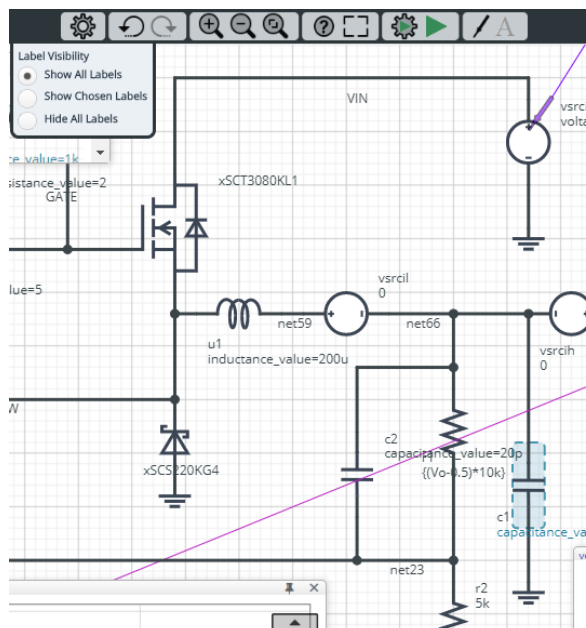 Label Visibility
Show All Labels
Show Chosen Labels
Hide All Labels
VIN
vsrci
volta
ce_value=1k
sistance_value=2
GATE
xSCT3080KL1
lue=5
vsrcil
0
net59
net66
u1
inductance_value=200u
vsrcih
0
W
c2
capacitance_value=20p
{(Vo-0.5)*10k}
xSCS220KG4
c1
capacitance_va
net23
r2
5k